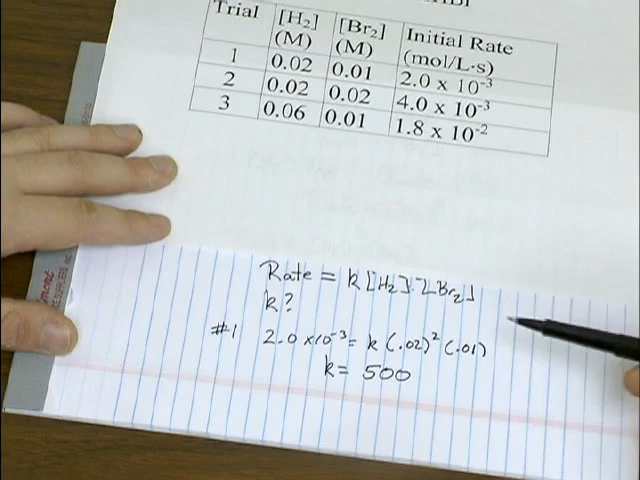 Trial [H₂] (M) [Br₂] (M) Initial Rate (mol/L·s)
1 0.02 0.01 2.0 x 10⁻³
2 0.02 0.02 4.0 x 10⁻³
3 0.06 0.01 1.8 x 10⁻²
Rate = k [H₂]·[Br₂]
k?
#1 2.0 x10⁻³ = k (.02)² (.01)
k = 500